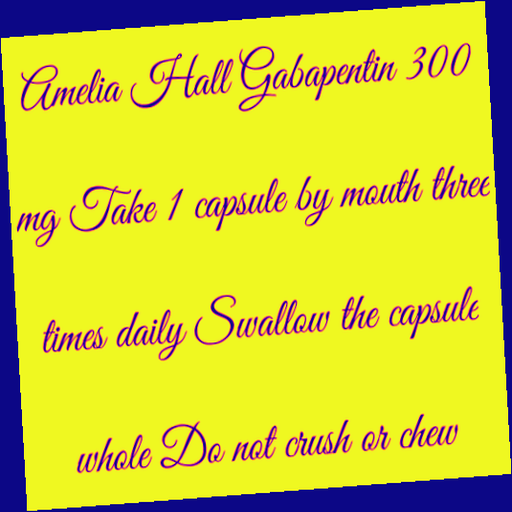 Amelia Hall Gabapentin 300
mg Take 1 capsule by mouth three
times daily Swallow the capsule
whole Do not crush or chew